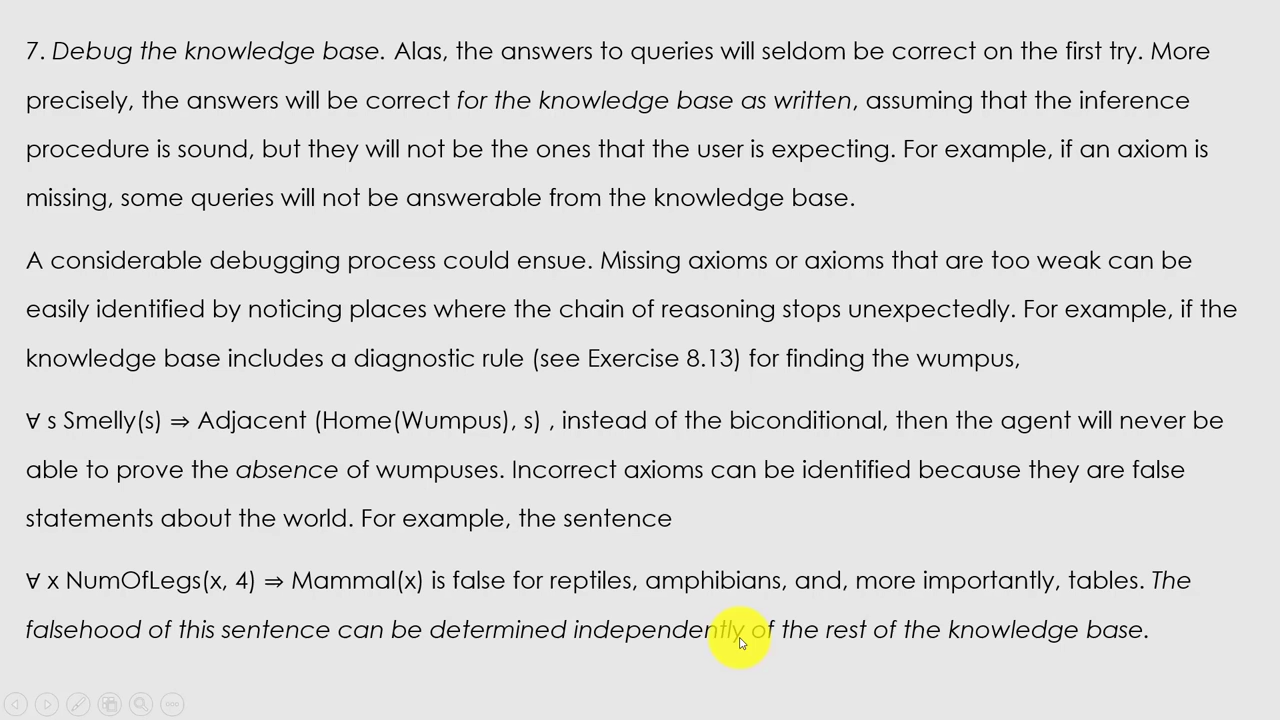 7. Debug the knowledge base. Alas, the answers to queries will seldom be correct on the first try. More
precisely, the answers will be correct for the knowledge base as written, assuming that the inference
procedure is sound, but they will not be the ones that the user is expecting. For example, if an axiom is
missing, some queries will not be answerable from the knowledge base.
A considerable debugging process could ensue. Missing axioms or axioms that are too weak can be
easily identified by noticing places where the chain of reasoning stops unexpectedly. For example, if the
knowledge base includes a diagnostic rule (see Exercise 8.13) for finding the wumpus,
∀ s Smelly(s) ⇒ Adjacent (Home(Wumpus), s) , instead of the biconditional, then the agent will never be
able to prove the absence of wumpuses. Incorrect axioms can be identified because they are false
statements about the world. For example, the sentence
∀ x NumOfLegs(x, 4) ⇒ Mammal(x) is false for reptiles, amphibians, and, more importantly, tables. The
falsehood of this sentence can be determined independently of the rest of the knowledge base.